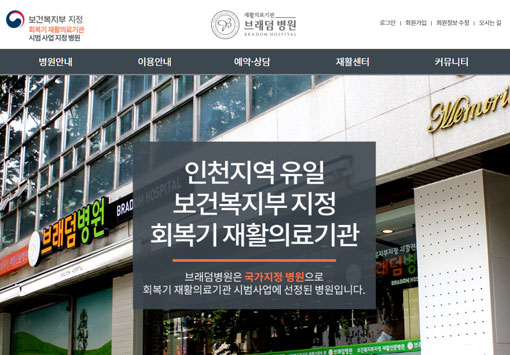 보건복지부 지정
회복기 재활의료기관
시범 사업 지정 병원
재활의료기관
브래덤 병원
BRADOM HOSPITAL
로그인 | 회원가입 | 회원정보 수정 | 오시는 길
병원안내 이용안내 예약·상담 재활센터 커뮤니티
Memori
인천지역 유일
보건복지부 지정
회복기 재활의료기관
브래덤병원은 국가지정 병원으로
회복기 재활의료기관 시범사업에 선정된 병원입니다.
브래덤병원
BRADOM HOSPITAL
래덤병원